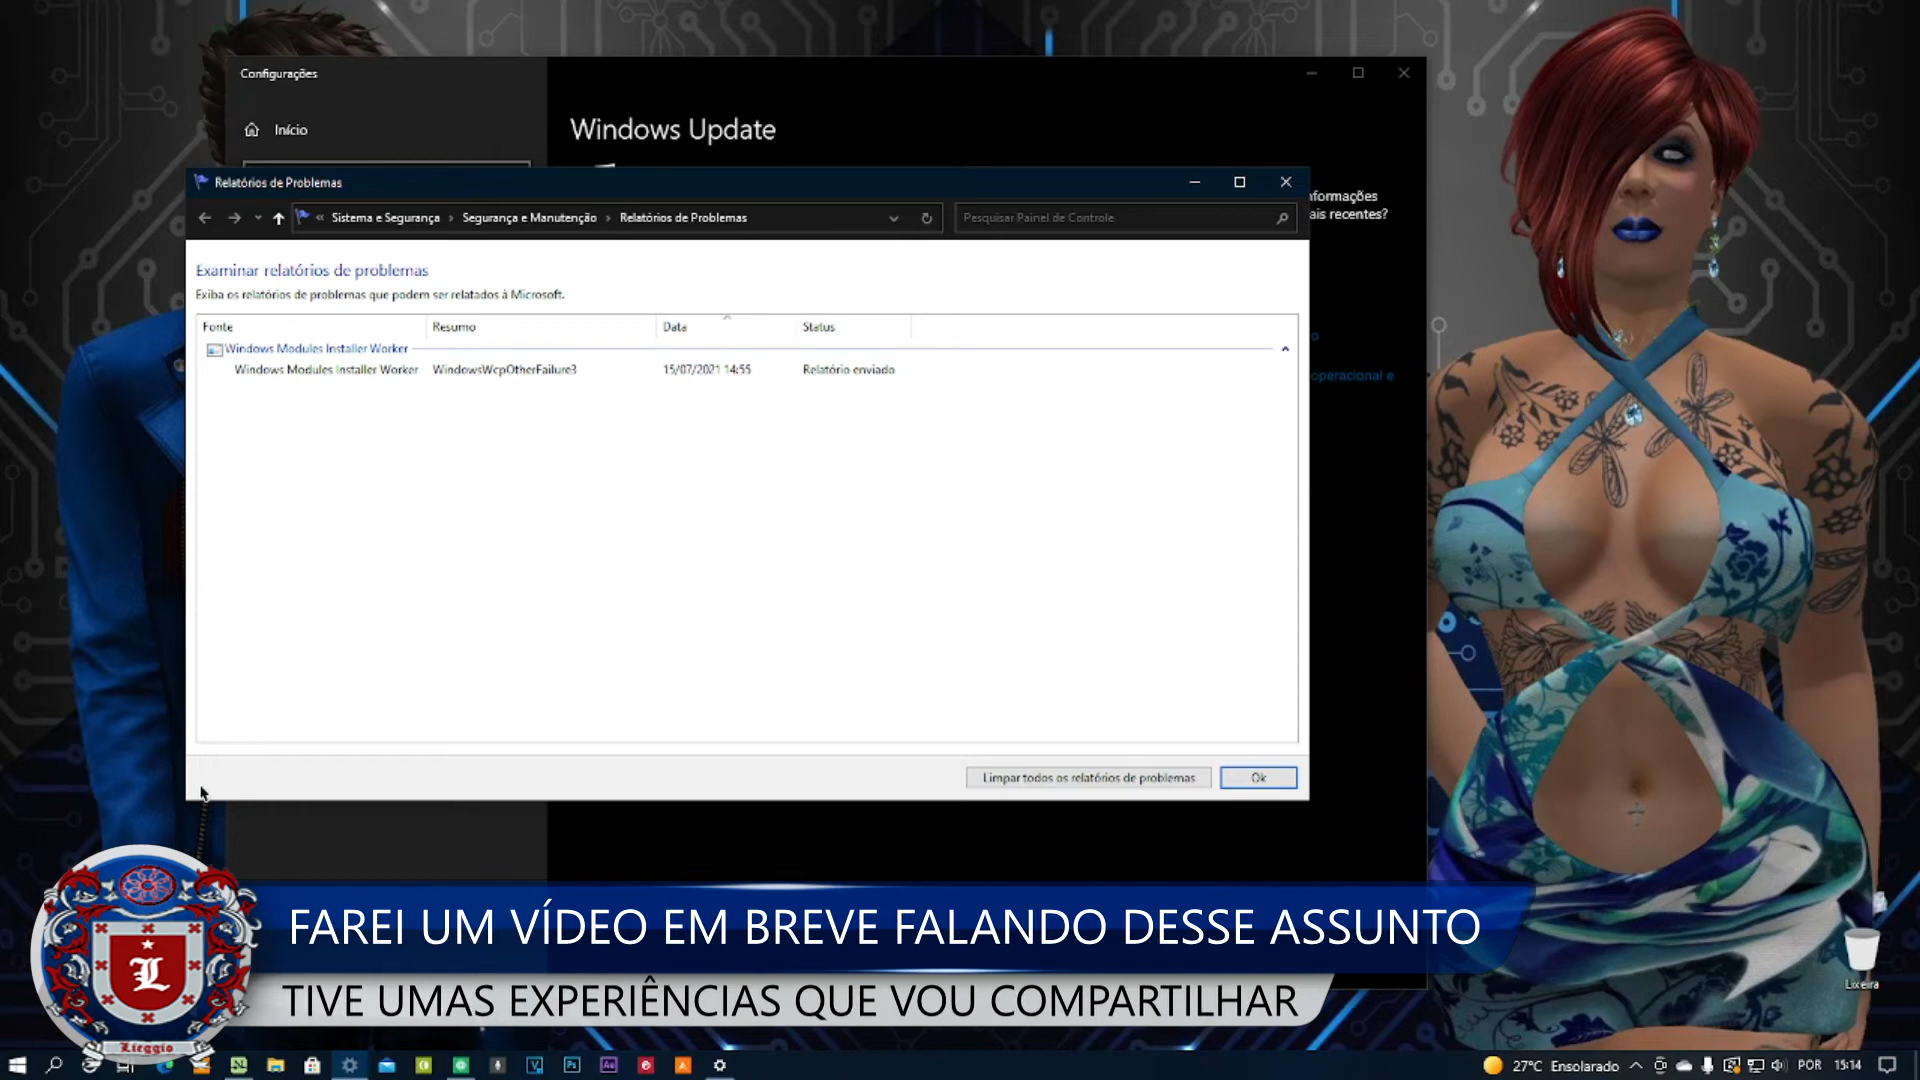 Configurações
Início
Windows Update
nformações
ais recentes?
Relatórios de Problemas
« Sistema e Segurança › Segurança e Manutenção › Relatórios de Problemas
Pesquisar Painel de Controle
Examinar relatórios de problemas
Exiba os relatórios de problemas que podem ser relatados à Microsoft.
Fonte Resumo Data Status
Windows Modules Installer Worker
Windows Modules Installer Worker WindowsWcpOtherFailure3 15/07/2021 14:55 Relatório enviado
operacional e
Limpar todos os relatórios de problemas Ok
FAREI UM VÍDEO EM BREVE FALANDO DESSE ASSUNTO
TIVE UMAS EXPERIÊNCIAS QUE VOU COMPARTILHAR
L
Lieggio
Lixeira
Ps
Ae
27°C Ensolarado POR 15:14